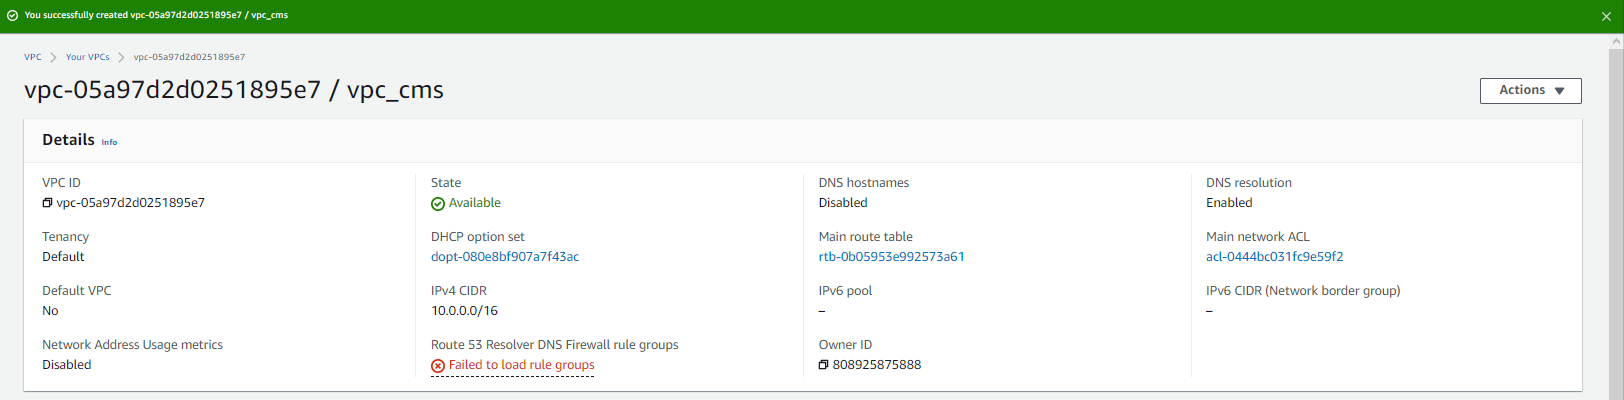 You successfully created vpc-05a97d2d0251895e7 / vpc_cms
VPC > Your VPCs > vpc-05a97d2d0251895e7
vpc-05a97d2d0251895e7 / vpc_cms
Actions
Details Info
VPC ID
vpc-05a97d2d0251895e7
State
Available
DNS hostnames
Disabled
DNS resolution
Enabled
Tenancy
Default
DHCP option set
dopt-080e8bf907a7f43ac
Main route table
rtb-0b05953e992573a61
Main network ACL
acl-0444bc031fc9e59f2
Default VPC
No
IPv4 CIDR
10.0.0.0/16
IPv6 pool
–
IPv6 CIDR (Network border group)
–
Network Address Usage metrics
Disabled
Route 53 Resolver DNS Firewall rule groups
Failed to load rule groups
Owner ID
808925875888